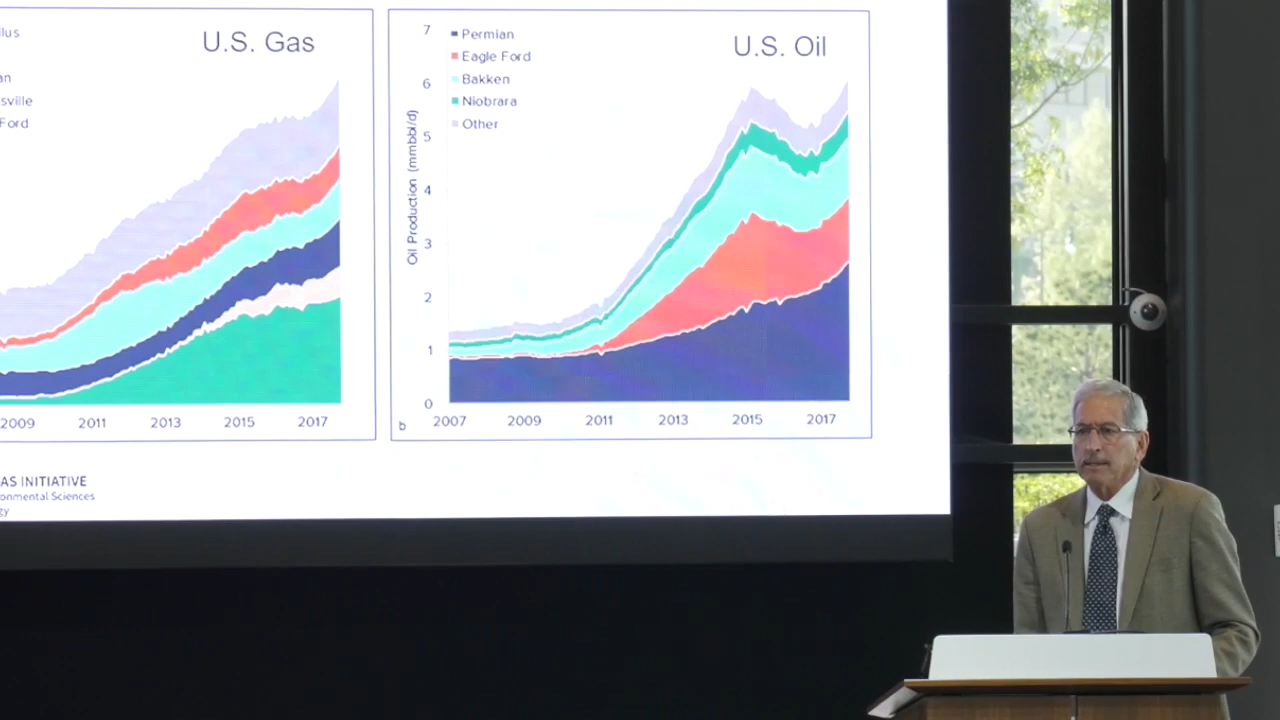 llus
an
sville
Ford
U.S. Gas
2009 2011 2013 2015 2017
U.S. Oil
Permian
Eagle Ford
Bakken
Niobrara
Other
Oil Production (mmbbl/d)
7
6
5
4
3
2
1
0
2007 2009 2011 2013 2015 2017
b
AS INITIATIVE
onmental Sciences
gy